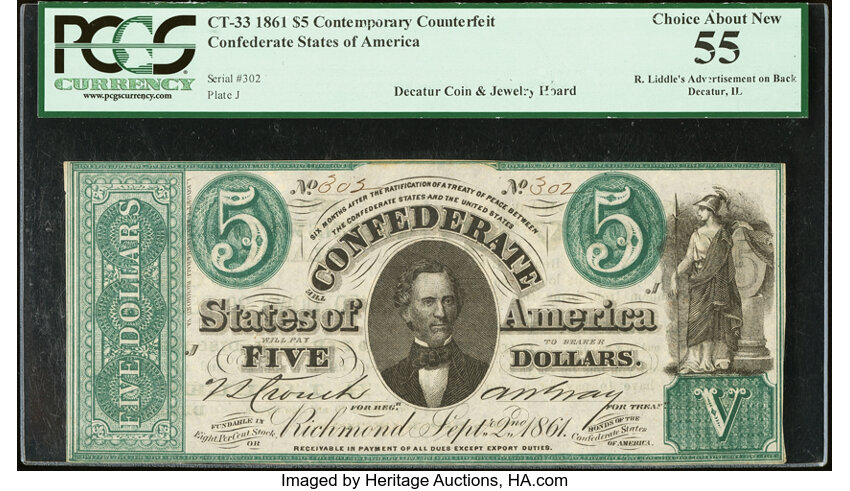 PCGS
CURRENCY
www.pcgscurrency.com
CT-33 1861 $5 Contemporary Counterfeit
Confederate States of America
Serial #302
Plate J
Decatur Coin & Jewelry Hoard
Choice About New
55
R. Liddle's Advertisement on Back
Decatur, IL
FIVE DOLLARS
5
No 302
No 302
5
SIX MONTHS AFTER THE RATIFICATION OF A TREATY OF PEACE BETWEEN
THE CONFEDERATE STATES AND THE UNITED STATES
THE
CONFEDERATE
J
States of America
WILL PAY TO BEARER
J
FIVE DOLLARS.
FOR REGR. FOR TREAR.
FUNDABLE IN
Eight Per Cent Stock
OR
Richmond Septr. 2nd 1861.
BONDS OF THE
Confederate States
OF AMERICA.
V
RECEIVABLE IN PAYMENT OF ALL DUES EXCEPT EXPORT DUTIES.
Imaged by Heritage Auctions, HA.com